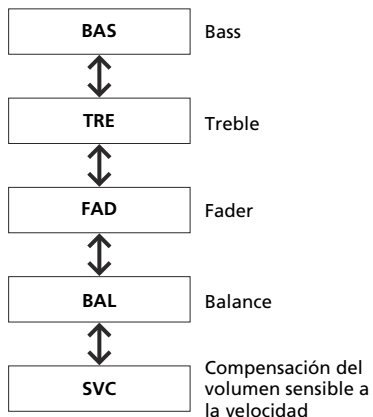 BAS Bass
TRE Treble
FAD Fader
BAL Balance
SVC Compensación del
volumen sensible a
la velocidad